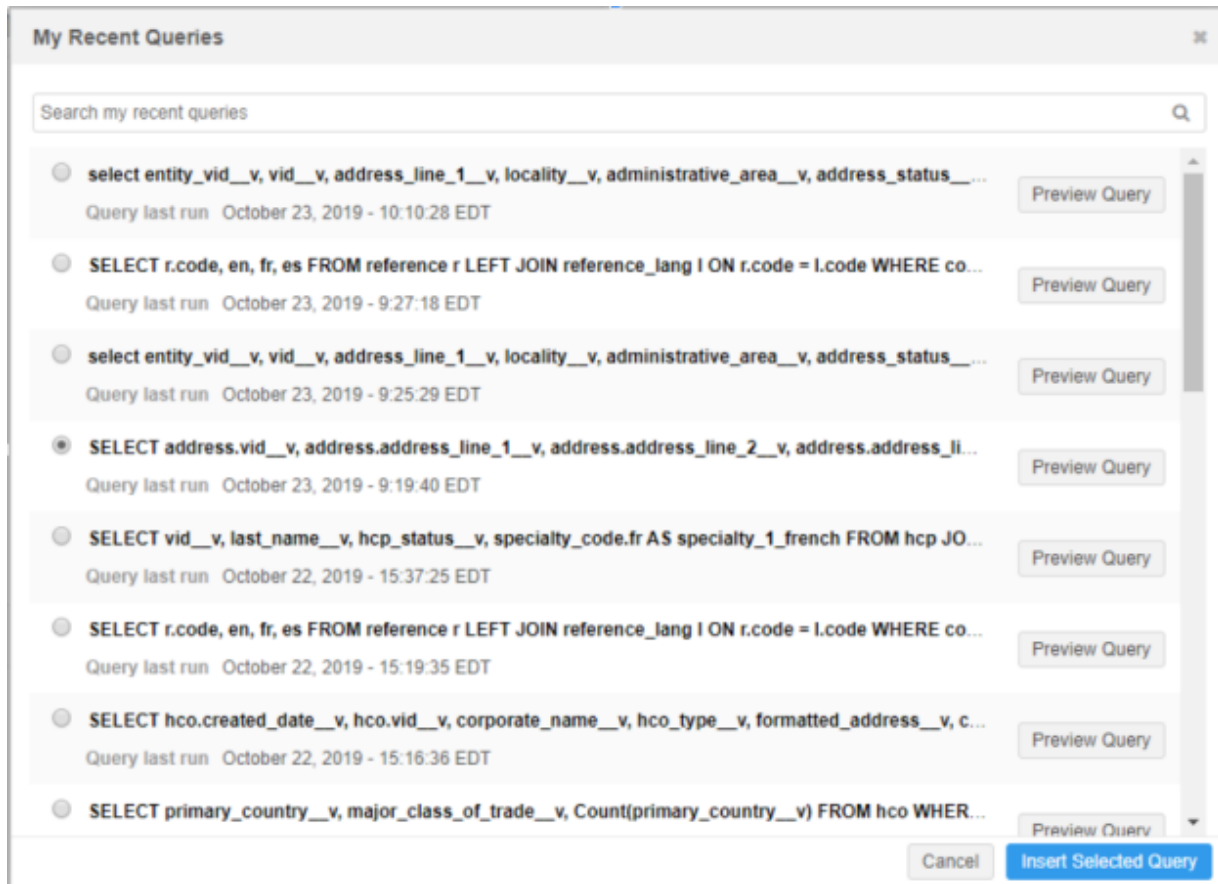 My Recent Queries
Search my recent queries
select entity_vid__v, vid__v, address_line_1__v, locality__v, administrative_area__v, address_status__...
Preview Query
Query last run October 23, 2019 - 10:10:28 EDT
SELECT r.code, en, fr, es FROM reference r LEFT JOIN reference_lang l ON r.code = l.code WHERE co...
Preview Query
Query last run October 23, 2019 - 9:27:18 EDT
select entity_vid__v, vid__v, address_line_1__v, locality__v, administrative_area__v, address_status__...
Preview Query
Query last run October 23, 2019 - 9:25:29 EDT
SELECT address.vid__v, address.address_line_1__v, address.address_line_2__v, address.address_li...
Preview Query
Query last run October 23, 2019 - 9:19:40 EDT
SELECT vid__v, last_name__v, hcp_status__v, specialty_code.fr AS specialty_1_french FROM hcp JO...
Preview Query
Query last run October 22, 2019 - 15:37:25 EDT
SELECT r.code, en, fr, es FROM reference r LEFT JOIN reference_lang l ON r.code = l.code WHERE co...
Preview Query
Query last run October 22, 2019 - 15:19:35 EDT
SELECT hco.created_date__v, hco.vid__v, corporate_name__v, hco_type__v, formatted_address__v, c...
Preview Query
Query last run October 22, 2019 - 15:16:36 EDT
SELECT primary_country__v, major_class_of_trade__v, Count(primary_country__v) FROM hco WHER...
Preview Query
Cancel
Insert Selected Query